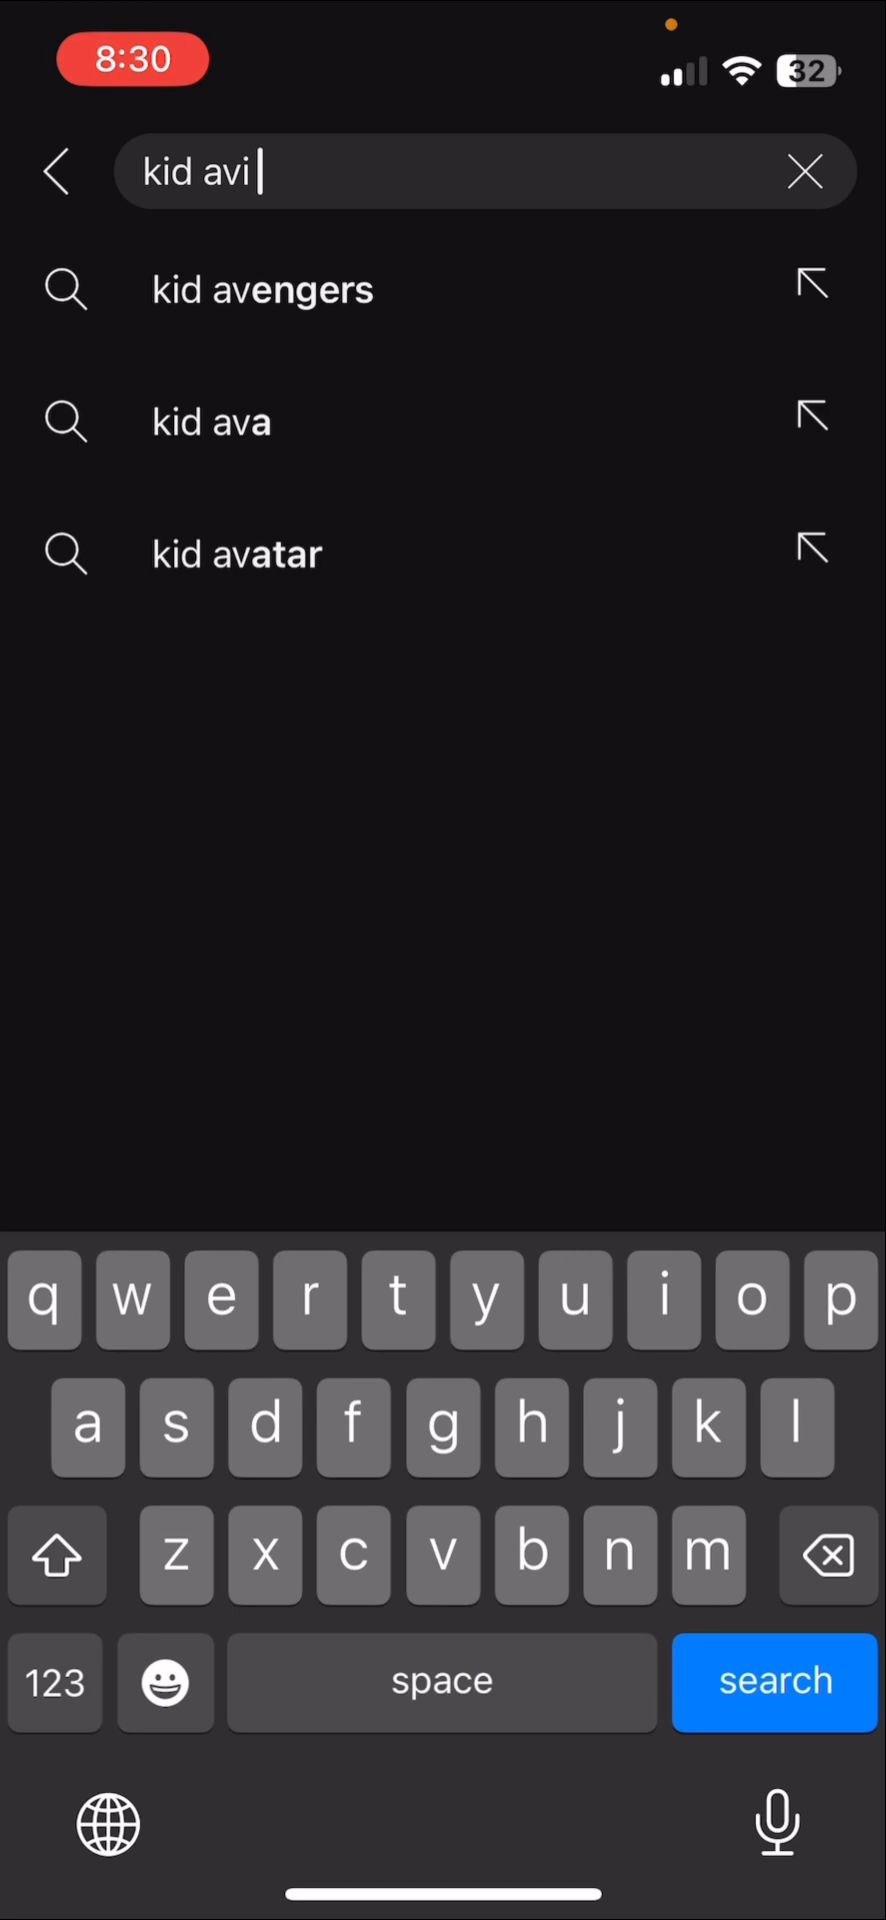 8:30
32
kid avi
kid avengers
kid ava
kid avatar
q w e r t y u i o p
a s d f g h j k l
z x c v b n m
123 space search